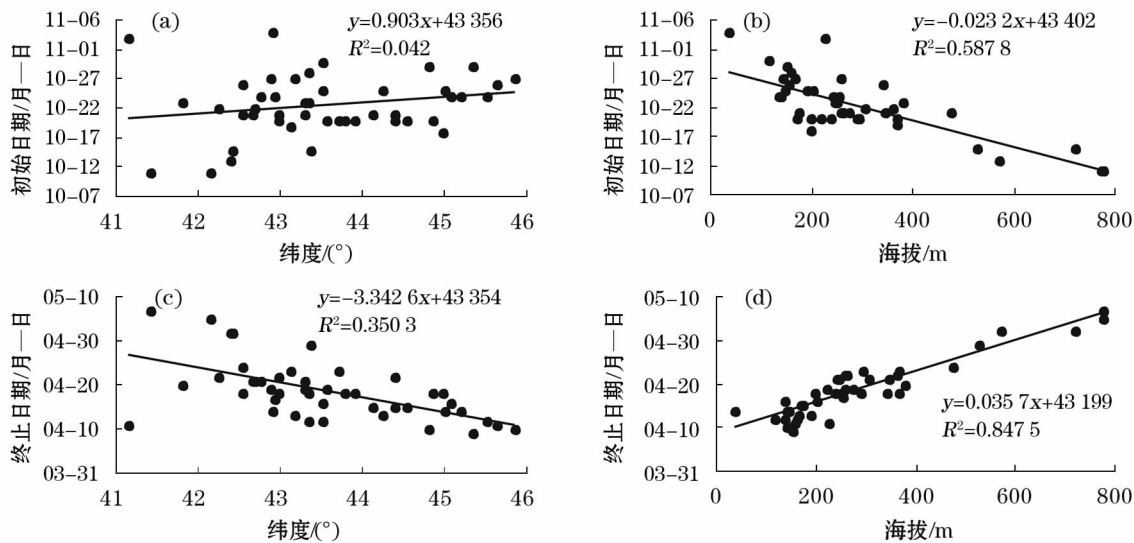 (a)
y=0.903x+43 356
R²=0.042
初始日期/月—日
11-06
11-01
10-27
10-22
10-17
10-12
10-07
41 42 43 44 45 46
纬度/(°)
(b)
y=-0.023 2x+43 402
R²=0.587 8
初始日期/月—日
11-06
11-01
10-27
10-22
10-17
10-12
10-07
0 200 400 600 800
海拔/m
(c)
y=-3.342 6x+43 354
R²=0.350 3
终止日期/月—日
05-10
04-30
04-20
04-10
03-31
41 42 43 44 45 46
纬度/(°)
(d)
y=0.035 7x+43 199
R²=0.847 5
终止日期/月—日
05-10
04-30
04-20
04-10
03-31
0 200 400 600 800
海拔/m